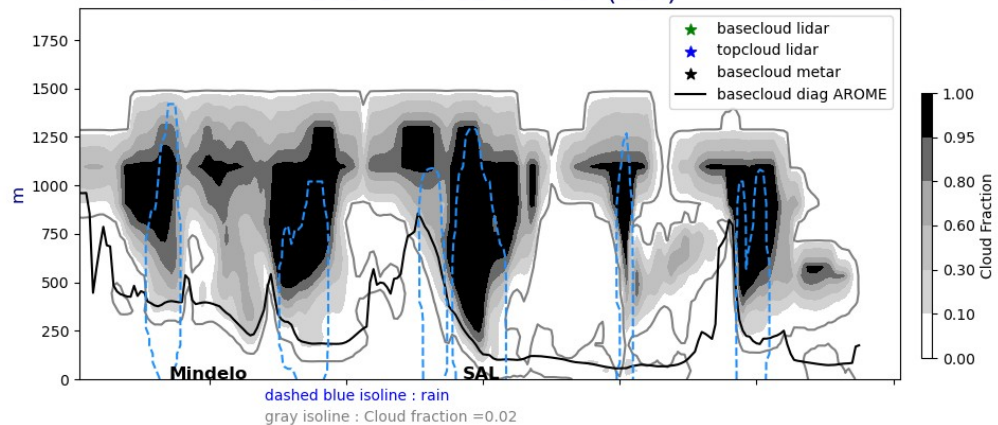 basecloud lidar
topcloud lidar
basecloud metar
basecloud diag AROME
1750
1500
1250
1000
750
500
250
0
m
Mindelo
SAL
1.00
0.95
0.80
0.60
0.30
0.10
0.00
Cloud Fraction
dashed blue isoline : rain
gray isoline : Cloud fraction =0.02